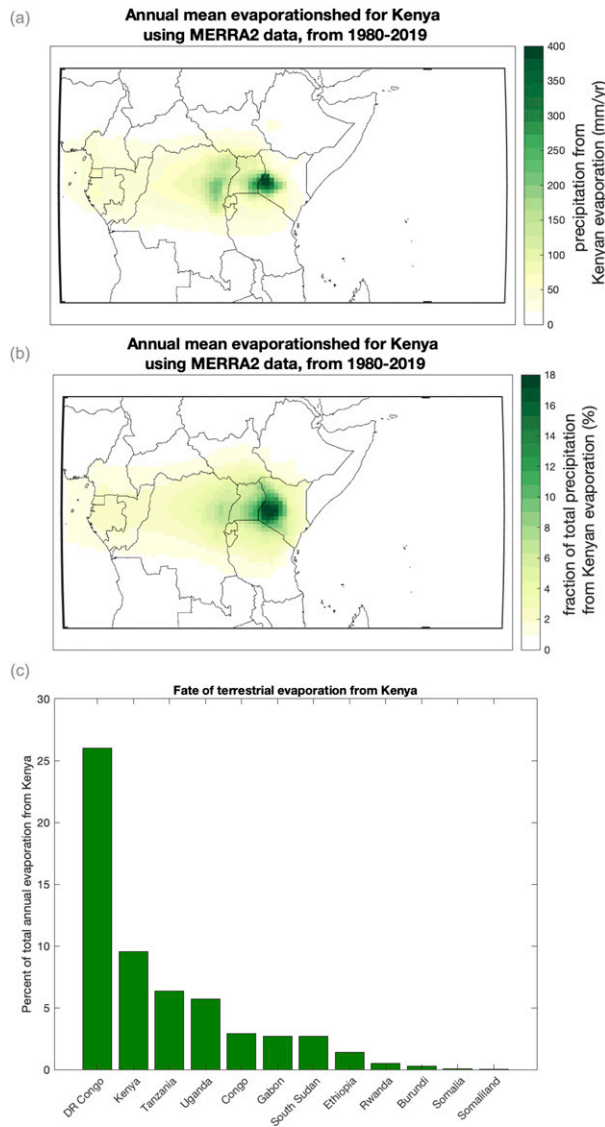 (a)
Annual mean evaporationshed for Kenya
using MERRA2 data, from 1980-2019
400
350
300
250
200
150
100
50
0
precipitation from
Kenyan evaporation (mm/yr)
(b)
Annual mean evaporationshed for Kenya
using MERRA2 data, from 1980-2019
18
16
14
12
10
8
6
4
2
0
fraction of total precipitation
from Kenyan evaporation (%)
(c)
Fate of terrestrial evaporation from Kenya
Percent of total annual evaporation from Kenya
30
25
20
15
10
5
0
DR Congo
Kenya
Tanzania
Uganda
Congo
Gabon
South Sudan
Ethiopia
Rwanda
Burundi
Somalia
Somaliland